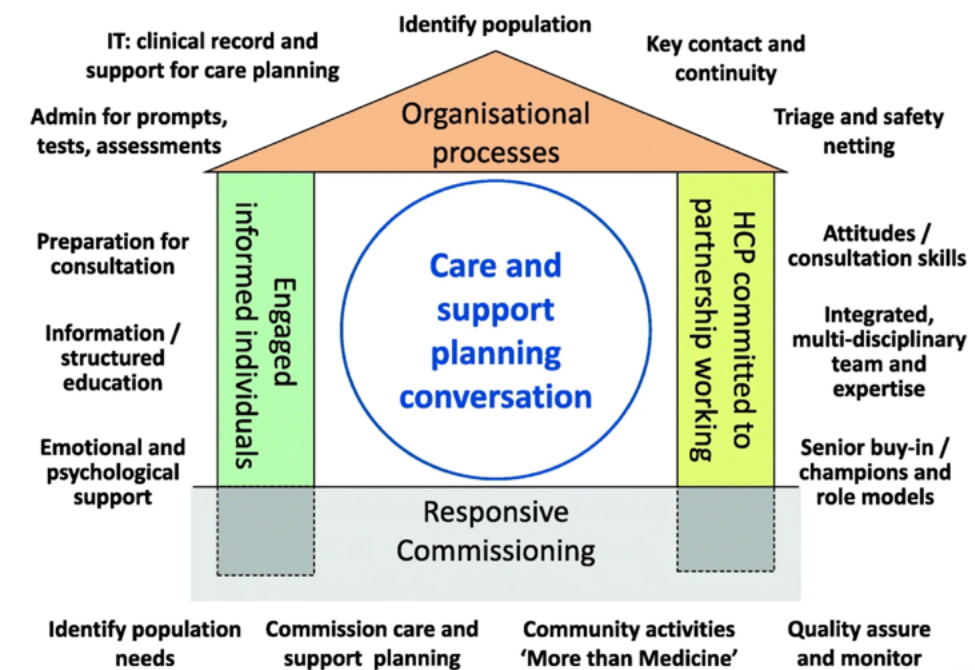 Identify population
IT: clinical record and
support for care planning
Key contact and
continuity
Admin for prompts,
tests, assessments
Organisational
processes
Triage and safety
netting
Preparation for
consultation
Information /
structured
education
Emotional and
psychological
support
Engaged
informed individuals
Care and
support
planning
conversation
HCP committed to
partnership working
Attitudes /
consultation skills
Integrated,
multi-disciplinary
team and
expertise
Senior buy-in /
champions and
role models
Responsive
Commissioning
Identify population
needs
Commission care and
support planning
Community activities
‘More than Medicine’
Quality assure
and monitor